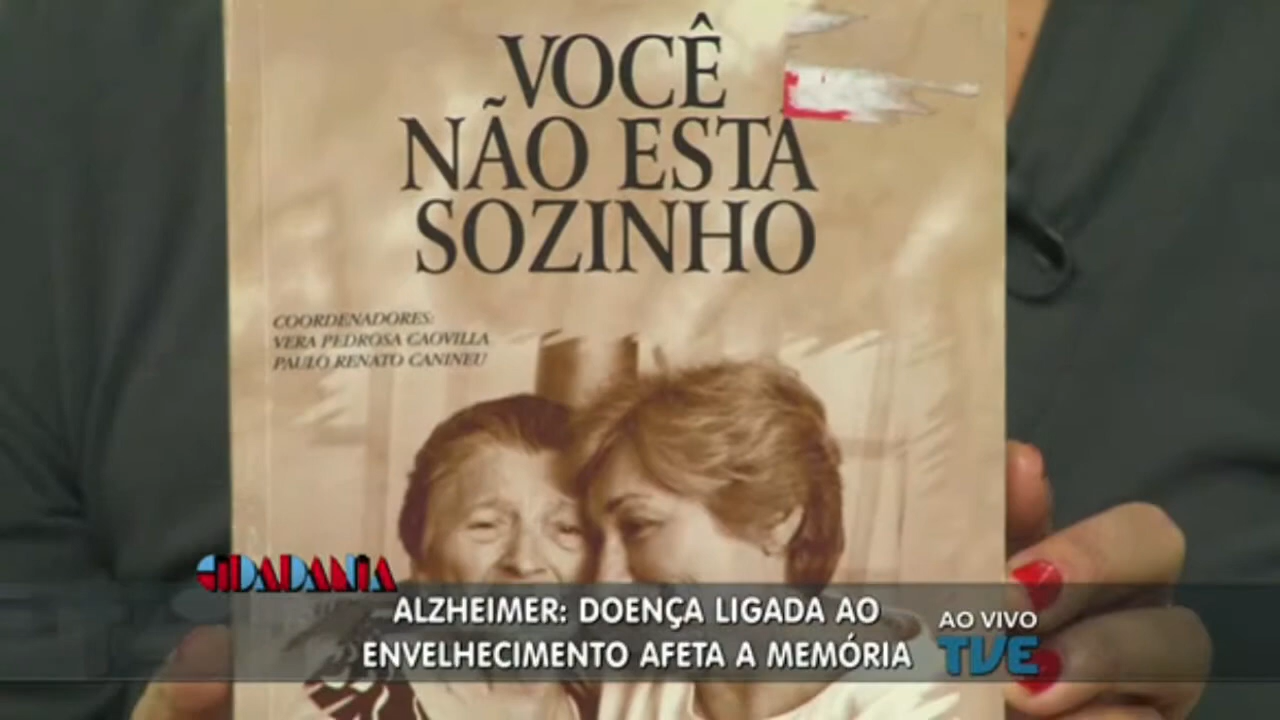 VOCÊ
NÃO ESTÁ
SOZINHO
COORDENADORES:
VERA PEDROSA CAOVILLA
PAULO RENATO CANINEU
CIDADANIA
ALZHEIMER: DOENÇA LIGADA AO
ENVELHECIMENTO AFETA A MEMÓRIA
AO VIVO
TVE